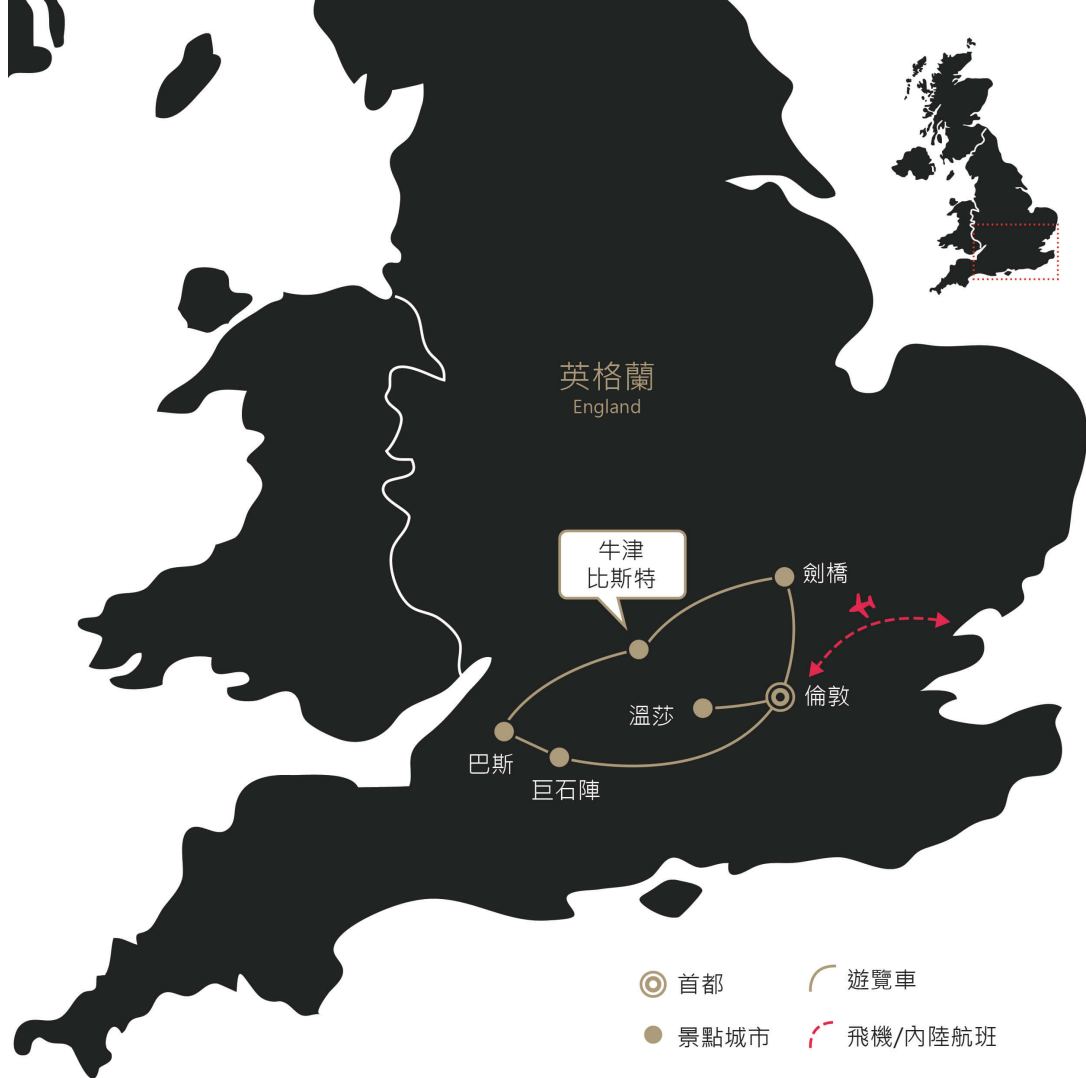 英格蘭
England
牛津
比斯特
劍橋
倫敦
溫莎
巴斯
巨石陣
首都
遊覽車
景點城市
飛機/內陸航班